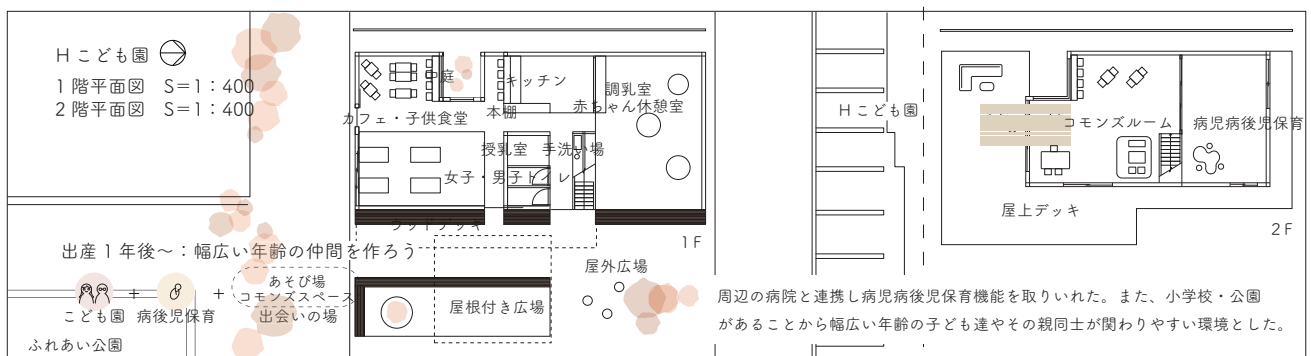 Hこども園
1階平面図　S=1：400
2階平面図　S=1：400
中庭
キッチン
調乳室
赤ちゃん休憩室
本棚
カフェ・子供食堂
授乳室　手洗い場
女子・男子トイレ
ウッドデッキ
1F
出産1年後～：幅広い年齢の仲間を作ろう
+
+
あそび場
コモンズスペース
こども園
病後児保育
出会いの場
ふれあい公園
屋根付き広場
屋外広場
Hこども園
コモンズルーム
病児病後児保育
屋上デッキ
2F
周辺の病院と連携し病児病後児保育機能を取りいれた。また、小学校・公園
があることから幅広い年齢の子ども達やその親同士が関わりやすい環境とした。